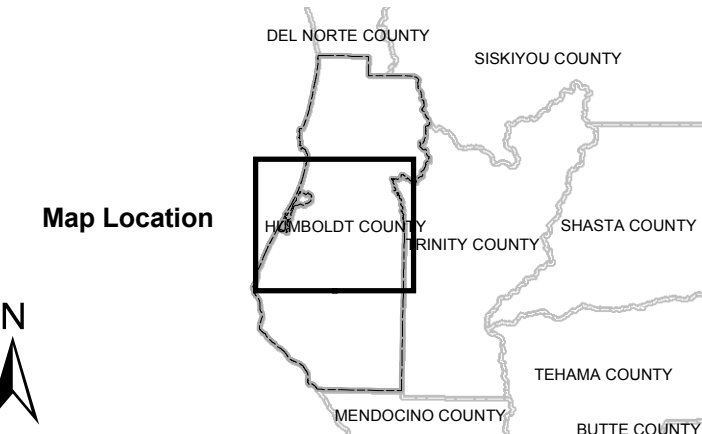 DEL NORTE COUNTY
SISKIYOU COUNTY
Map Location
HUMBOLDT COUNTY
TRINITY COUNTY
SHASTA COUNTY
N
TEHAMA COUNTY
MENDOCINO COUNTY
BUTTE COUNTY